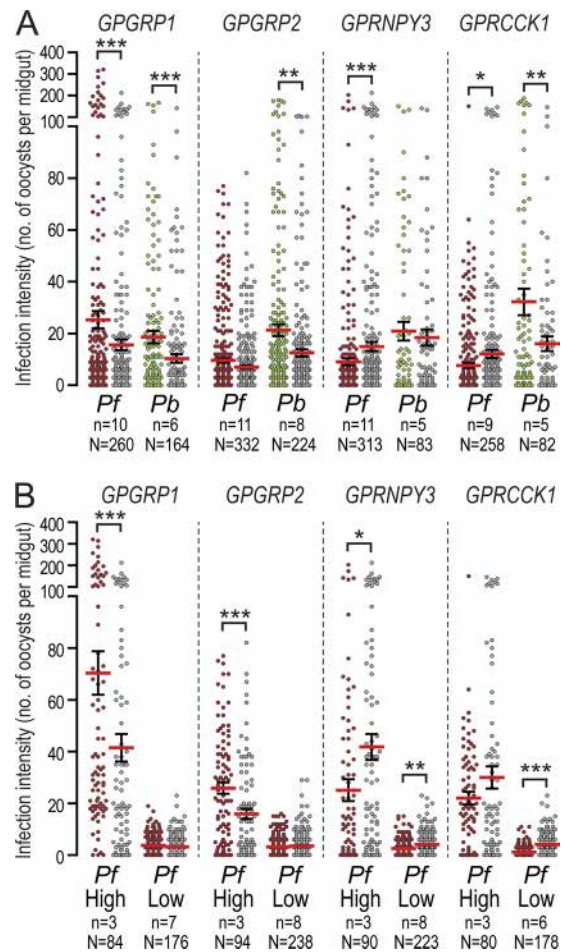 A
GPGRP1 GPGRP2 GPRNPY3 GPRCCK1
Infection intensity (no. of oocysts per midgut)
400
300
200
100
80
60
40
20
0
*** *** ** *** * **
Pf Pb Pf Pb Pf Pb Pf Pb
n=10 n=6 n=11 n=8 n=11 n=5 n=9 n=5
N=260 N=164 N=332 N=224 N=313 N=83 N=258 N=82
B
GPGRP1 GPGRP2 GPRNPY3 GPRCCK1
Infection intensity (no. of oocysts per midgut)
400
300
200
100
80
60
40
20
0
*** *** * ** ***
Pf Pf Pf Pf
High Low High Low High Low High Low
n=3 n=7 n=3 n=8 n=3 n=8 n=3 n=6
N=84 N=176 N=94 N=238 N=90 N=223 N=80 N=178